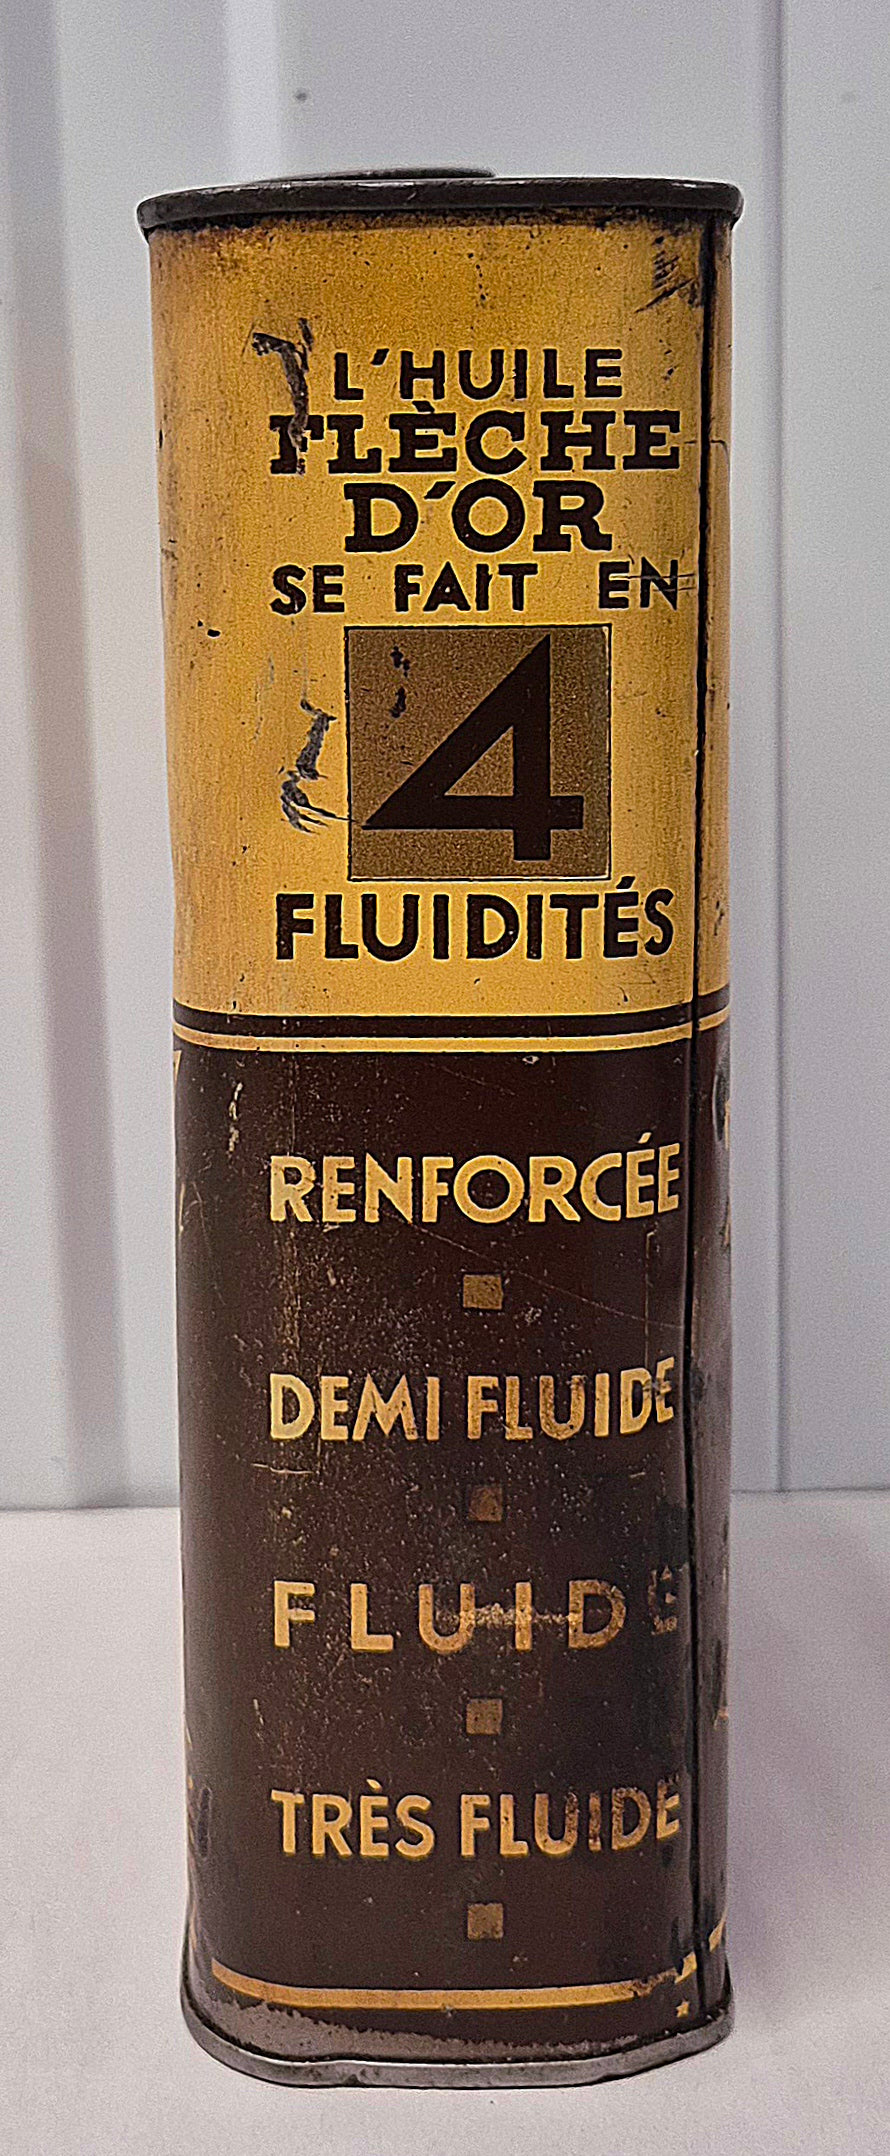 L'HUILE
FLÈCHE
D'OR
SE FAIT EN
4
FLUIDITÉS
RENFORCÉE
DEMI FLUIDE
FLUIDE
TRÈS FLUIDE